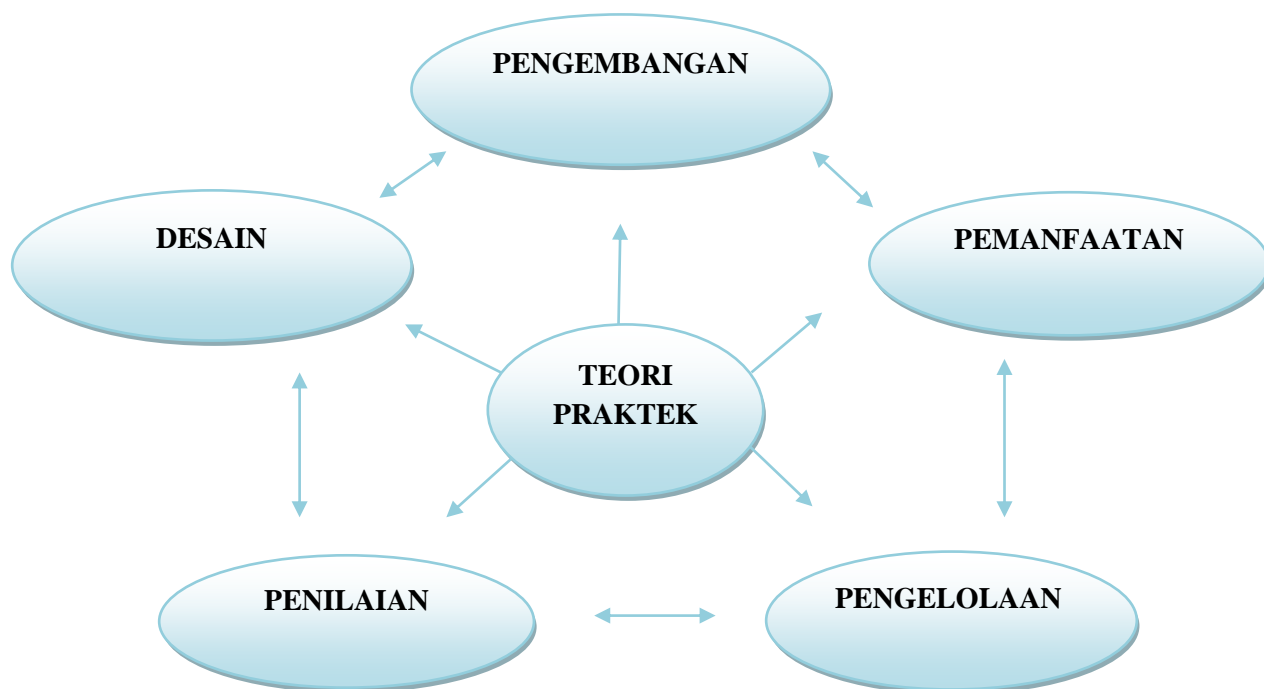 PENGEMBANGAN
DESAIN
PEMANFAATAN
TEORI
PRAKTEK
PENILAIAN
PENGELOLAAN